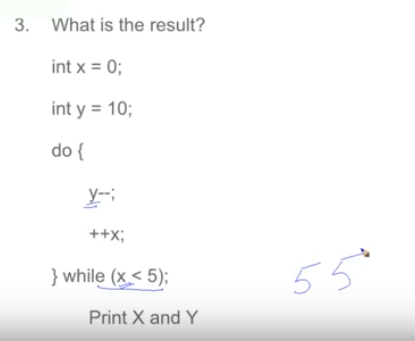 3. What is the result?
int x = 0;
int y = 10;
do {
y--;
++x;
} while (x < 5);
5 5
Print X and Y